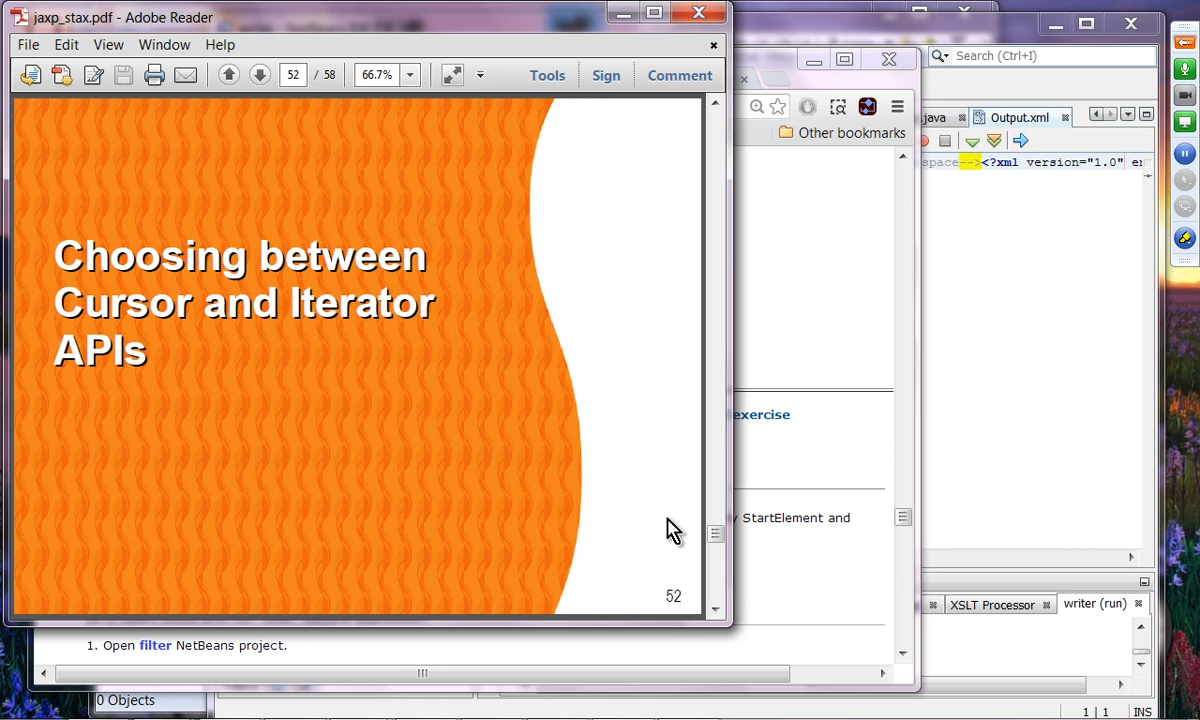 jaxp_stax.pdf - Adobe Reader
File Edit View Window Help
52 / 58 66.7% Tools Sign Comment
Choosing between
Cursor and Iterator
APIs
52
Other bookmarks
exercise
StartElement and
1. Open filter NetBeans project.
Search (Ctrl+I)
.java Output.xml
space--><?xml version="1.0"
XSLT Processor writer (run)
0 Objects
1 | 1 INS